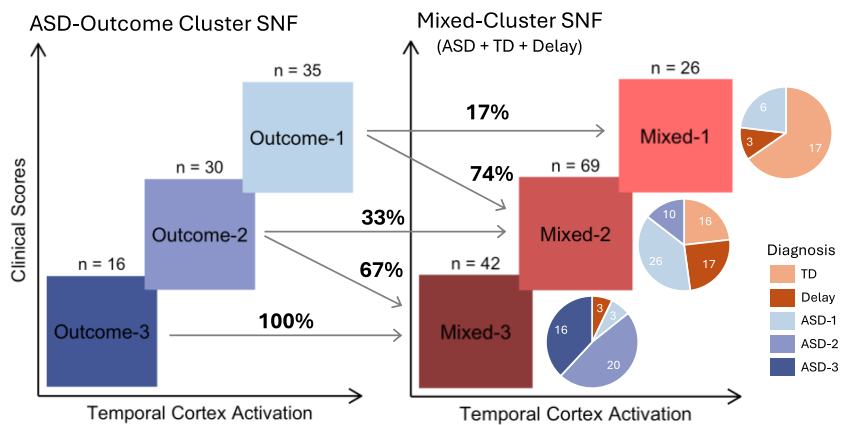 ASD-Outcome Cluster SNF
Mixed-Cluster SNF
(ASD + TD + Delay)
Clinical Scores
n = 35
Outcome-1
n = 30
Outcome-2
n = 16
Outcome-3
Temporal Cortex Activation
17%
74%
33%
67%
100%
n = 26
Mixed-1
n = 69
Mixed-2
n = 42
Mixed-3
Temporal Cortex Activation
6
3
17
10
16
26
17
3
3
16
20
Diagnosis
TD
Delay
ASD-1
ASD-2
ASD-3